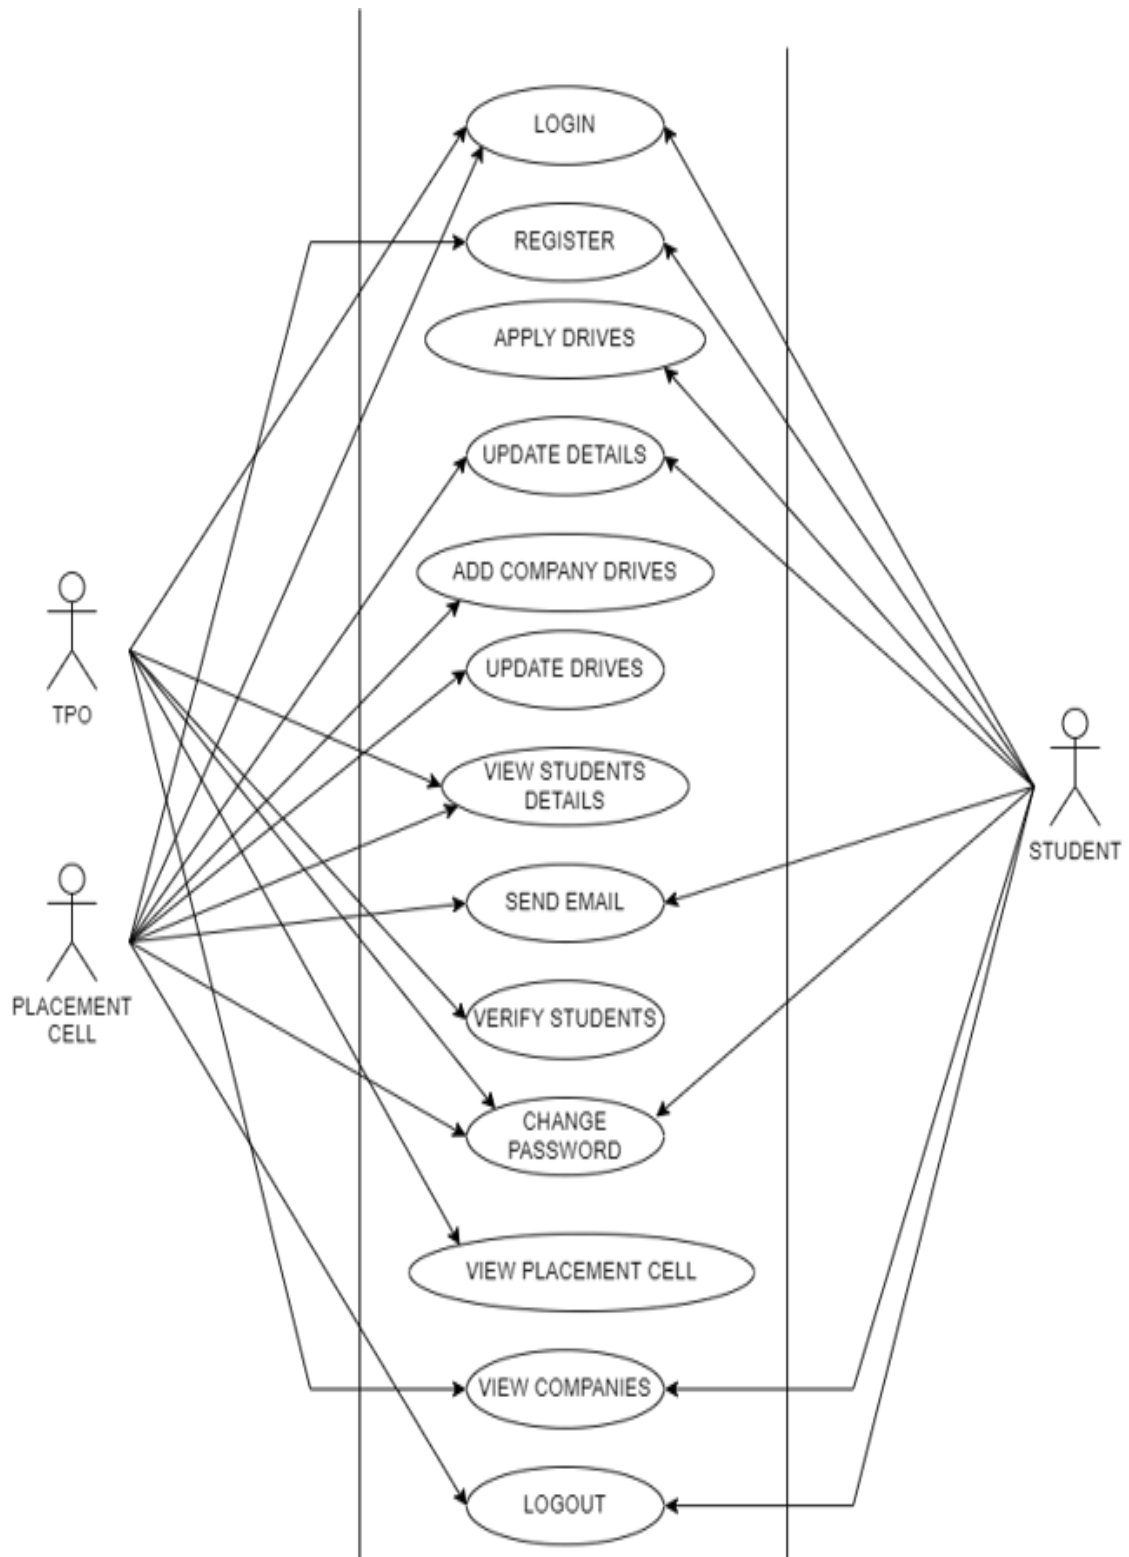 LOGIN
REGISTER
APPLY DRIVES
UPDATE DETAILS
ADD COMPANY DRIVES
UPDATE DRIVES
TPO
VIEW STUDENTS
DETAILS
STUDENT
SEND EMAIL
PLACEMENT
CELL
VERIFY STUDENTS
CHANGE
PASSWORD
VIEW PLACEMENT CELL
VIEW COMPANIES
LOGOUT